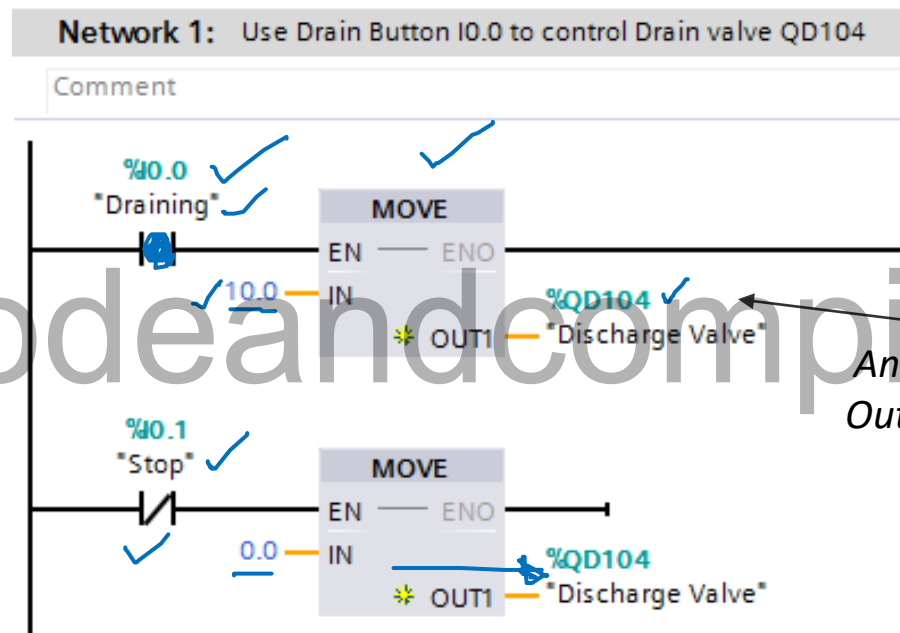 Network 1: Use Drain Button I0.0 to control Drain valve QD104
Comment
%I0.0
"Draining"
MOVE
EN ENO
10.0 IN
%QD104
OUT1 "Discharge Valve"
odeandcompi
An
Out
%I0.1
"Stop"
MOVE
EN ENO
0.0 IN
%QD104
OUT1 "Discharge Valve"